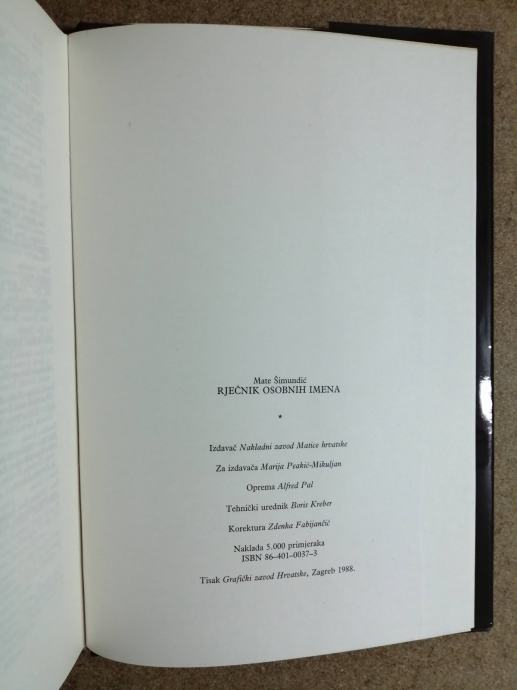 Mate Šimundić
RJEČNIK OSOBNIH IMENA
*
Izdavač Nakladni zavod Matice hrvatske
Za izdavača Marija Peakić-Mikuljan
Oprema Alfred Pal
Tehnički urednik Boris Kreber
Korektura Zdenka Fabijančić
Naklada 5.000 primjeraka
ISBN 86-401-0037-3
Tisak Grafički zavod Hrvatske, Zagreb 1988.